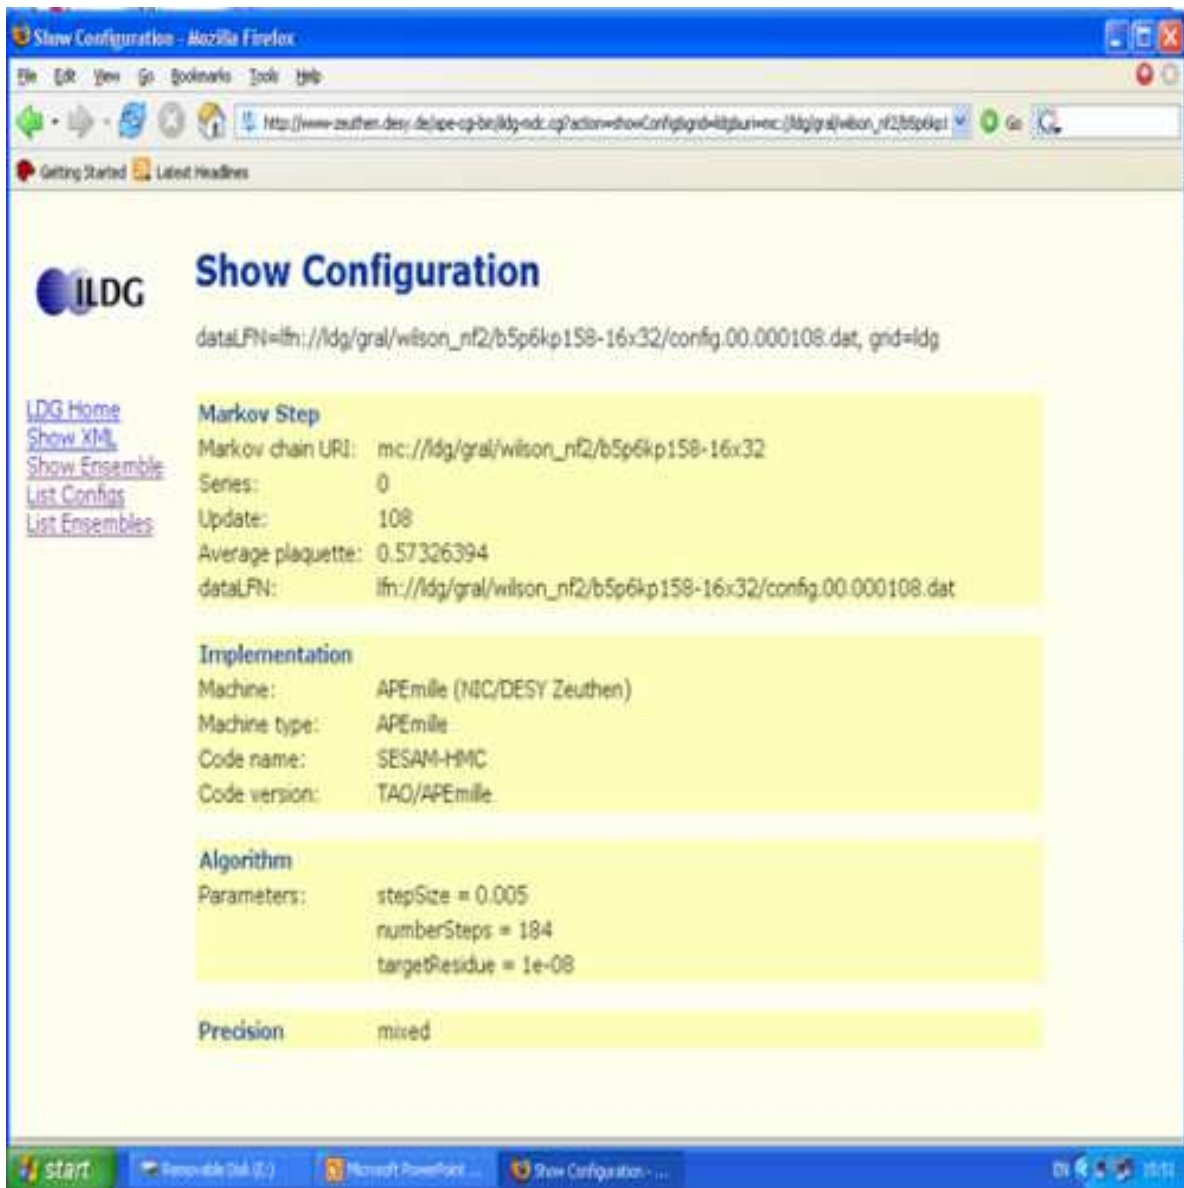 Show Configuration - Mozilla Firefox
File Edit View Go Bookmarks Tools Help
Go
Getting Started Latest Headlines
ILDG
Show Configuration
dataLFN=lfn://ldg/gral/wilson_nf2/b5p6kp158-16x32/config.00.000108.dat, grid=ldg
LDG Home
Show XML
Show Ensemble
List Configs
List Ensembles
Markov Step
Markov chain URI: mc://ldg/gral/wilson_nf2/b5p6kp158-16x32
Series: 0
Update: 108
Average plaquette: 0.57326394
dataLFN: lfn://ldg/gral/wilson_nf2/b5p6kp158-16x32/config.00.000108.dat
Implementation
Machine: APEmille (NIC/DESY Zeuthen)
Machine type: APEmille
Code name: SESAM-HMC
Code version: TAO/APEmille
Algorithm
Parameters: stepSize = 0.005
numberSteps = 184
targetResidue = 1e-08
Precision mixed
start Removable Disk (E:) Microsoft PowerPoint ... Show Configuration - ... EN